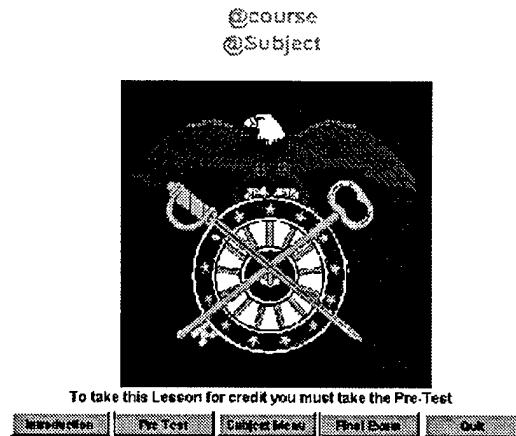 @course
@Subject
To take this Lesson for credit you must take the Pre-Test
Introduction Pre Test Subject Menu Final Exam Quit